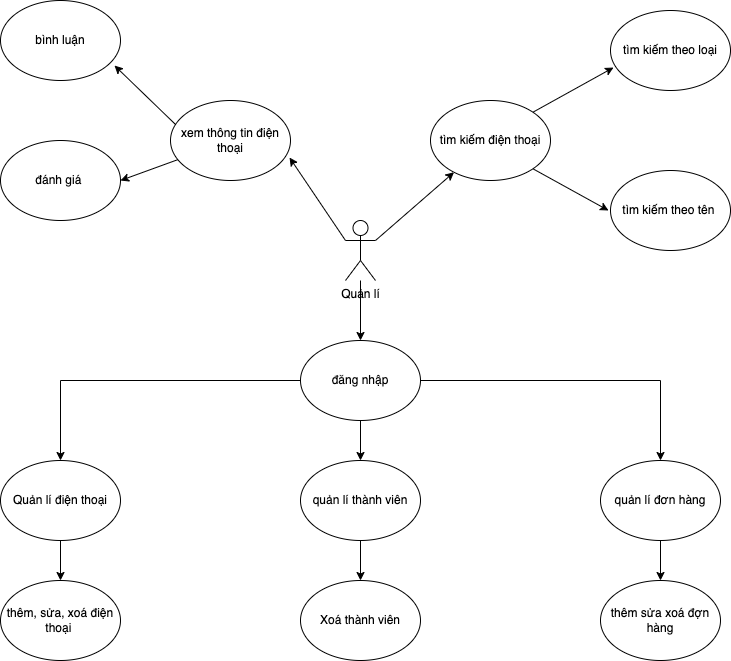 bình luận
tìm kiếm theo loại
xem thông tin điện
thoại
tìm kiếm điện thoại
đánh giá
tìm kiếm theo tên
Quản lí
đăng nhập
Quản lí điện thoại
quản lí thành viên
quản lí đơn hàng
thêm, sửa, xoá điện
thoại
Xoá thành viên
thêm sửa xoá đợn
hàng